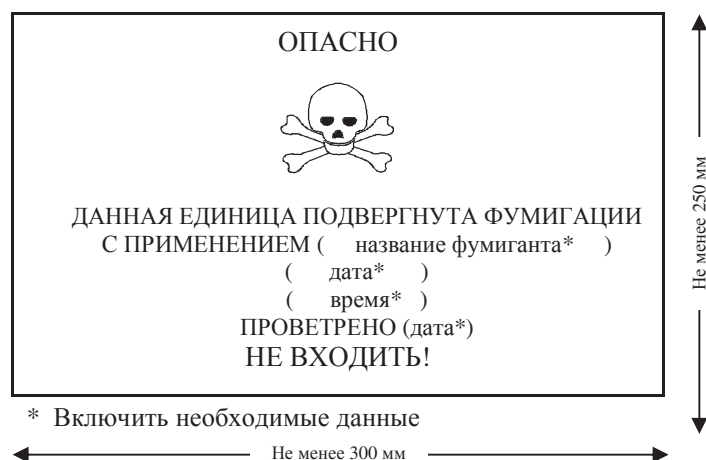 ОПАСНО
ДАННАЯ ЕДИНИЦА ПОДВЕРГНУТА ФУМИГАЦИИ
С ПРИМЕНЕНИЕМ ( название фумиганта* )
( дата* )
( время* )
ПРОВЕТРЕНО (дата*)
НЕ ВХОДИТЬ!
Не менее 250 мм
* Включить необходимые данные
Не менее 300 мм